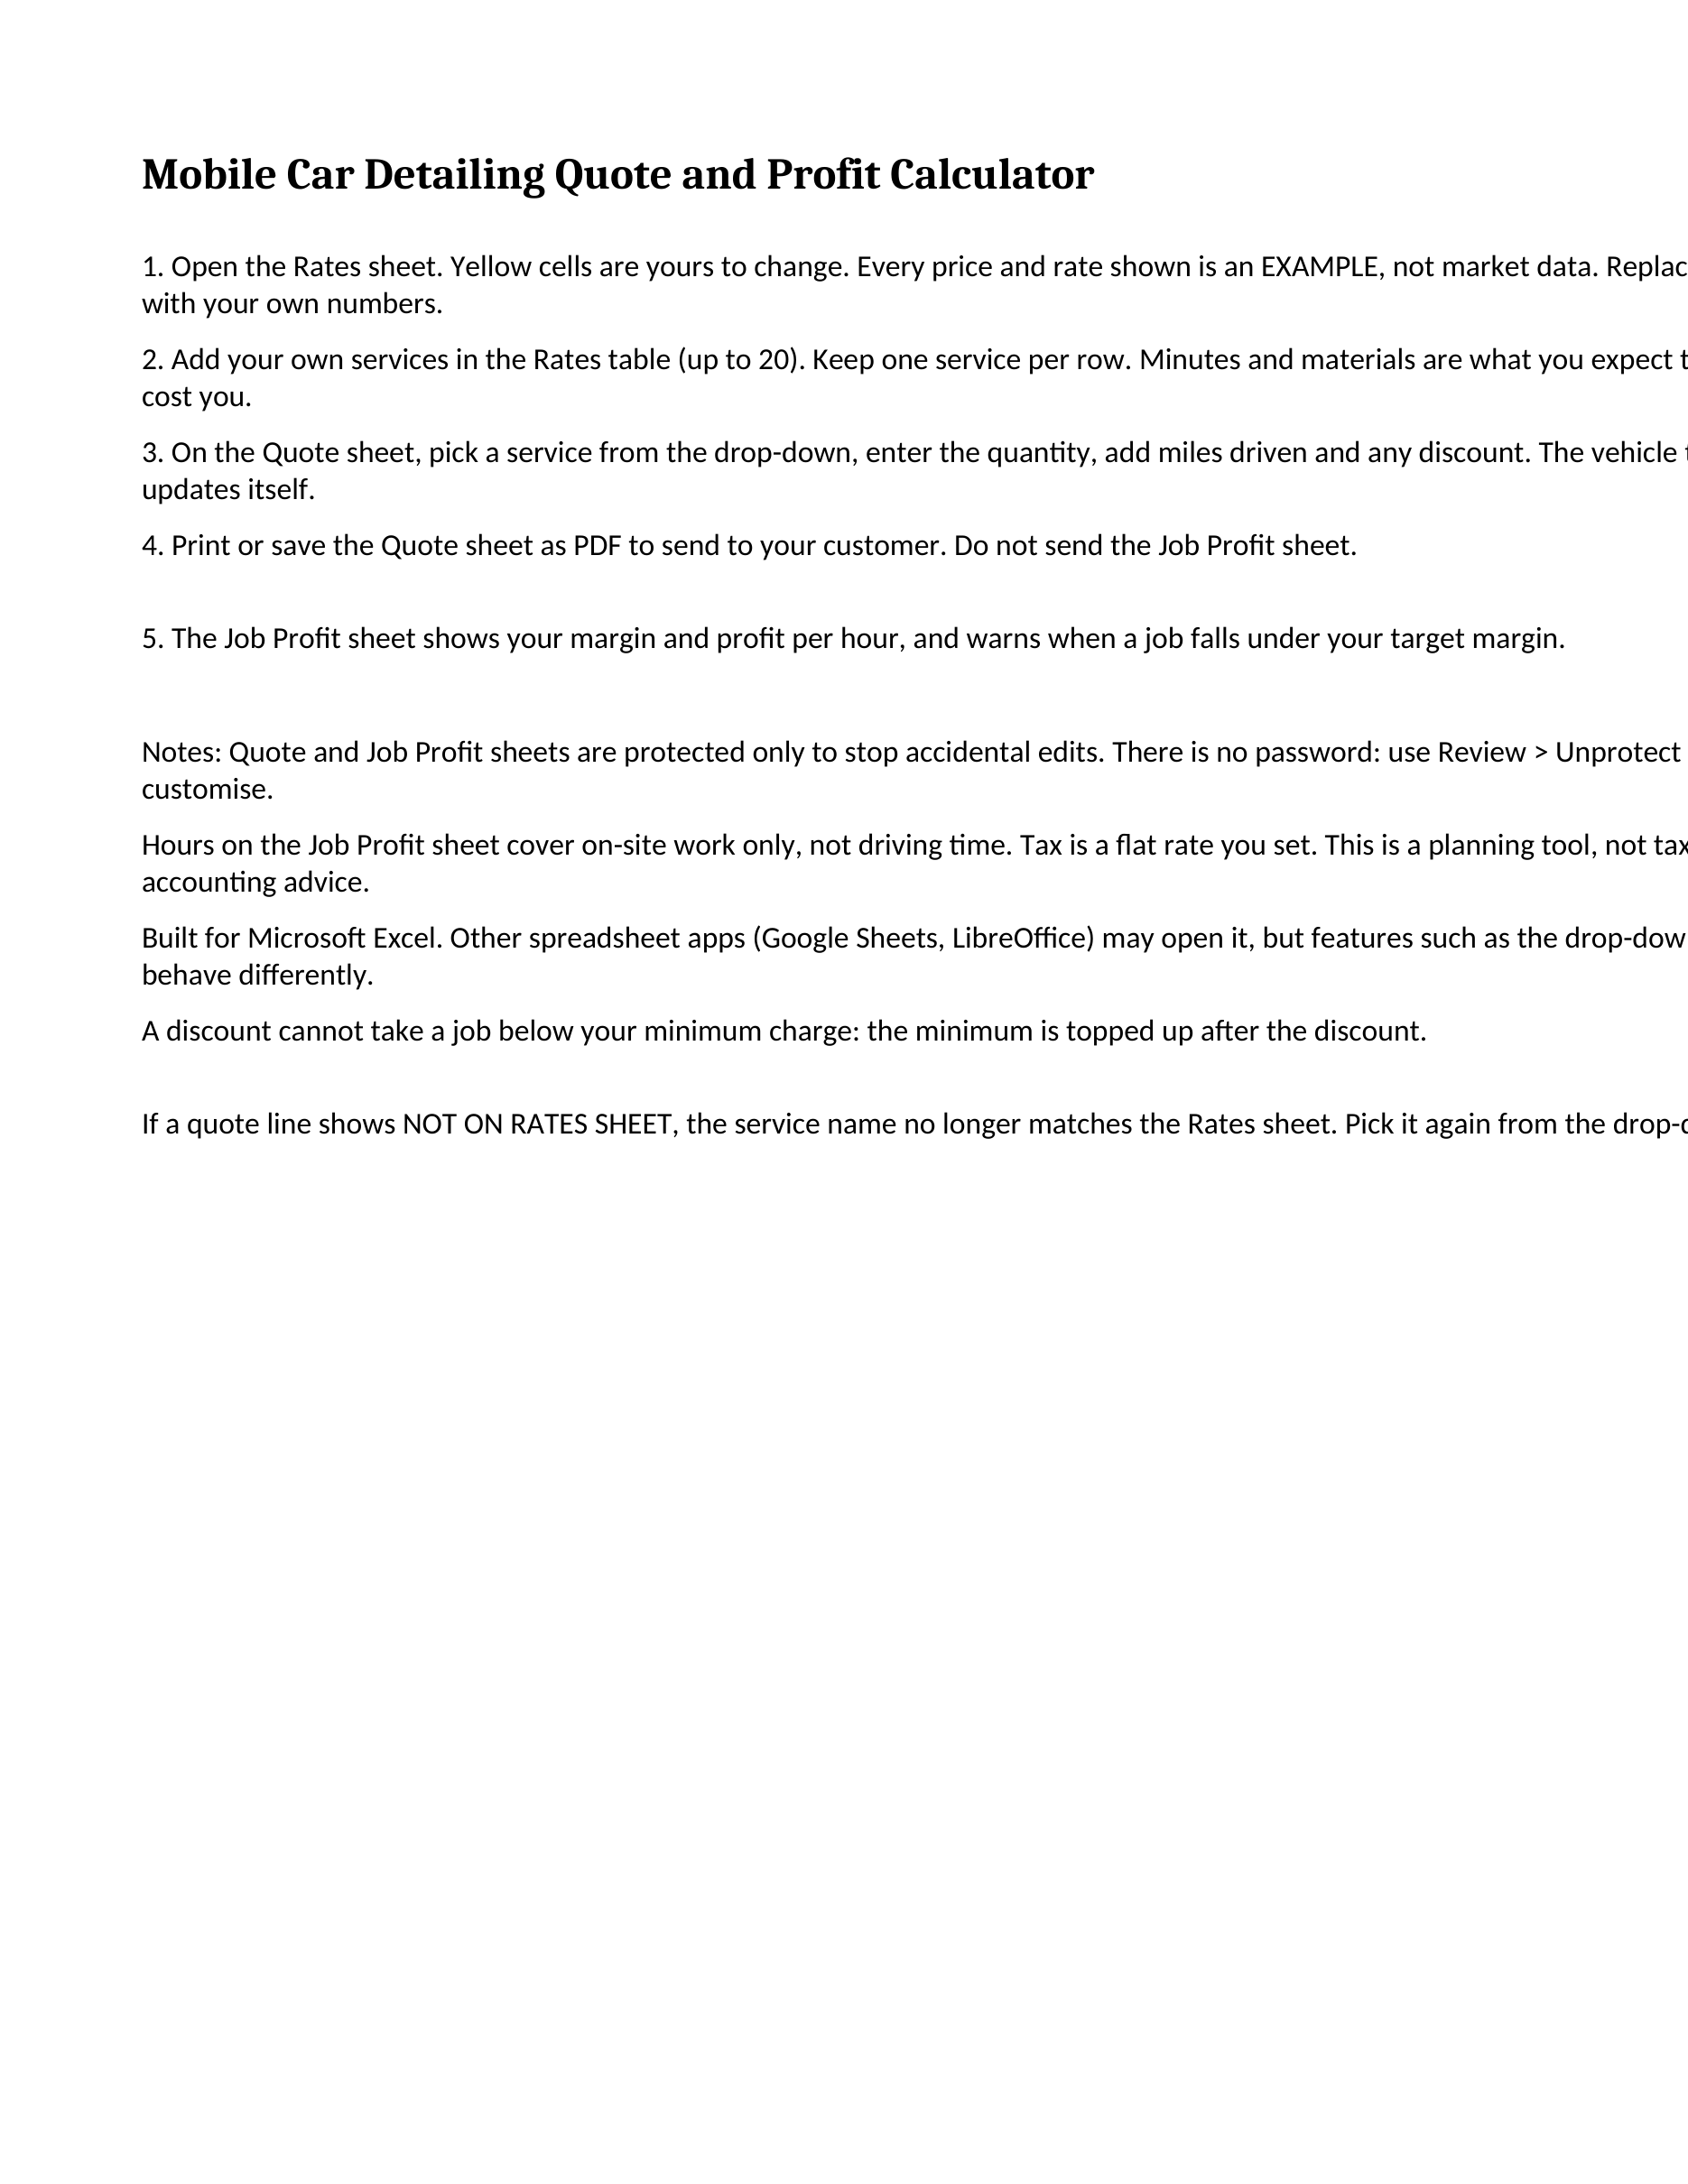 Mobile Car Detailing Quote and Profit Calculator
1. Open the Rates sheet. Yellow cells are yours to change. Every price and rate shown is an EXAMPLE, not market data.
with your own numbers.
2. Add your own services in the Rates table (up to 20). Keep one service per row. Minutes and materials are what you expect
cost you.
3. On the Quote sheet, pick a service from the drop-down, enter the quantity, add miles driven and any discount. The vehicle
updates itself.
4. Print or save the Quote sheet as PDF to send to your customer. Do not send the Job Profit sheet.
5. The Job Profit sheet shows your margin and profit per hour, and warns when a job falls under your target margin.
Notes: Quote and Job Profit sheets are protected only to stop accidental edits. There is no password: use Review > Unprotect
customise.
Hours on the Job Profit sheet cover on-site work only, not driving time. Tax is a flat rate you set. This is a planning tool, not tax
accounting advice.
Built for Microsoft Excel. Other spreadsheet apps (Google Sheets, LibreOffice) may open it, but features such as the
behave differently.
A discount cannot take a job below your minimum charge: the minimum is topped up after the discount.
If a quote line shows NOT ON RATES SHEET, the service name no longer matches the Rates sheet. Pick it again from the